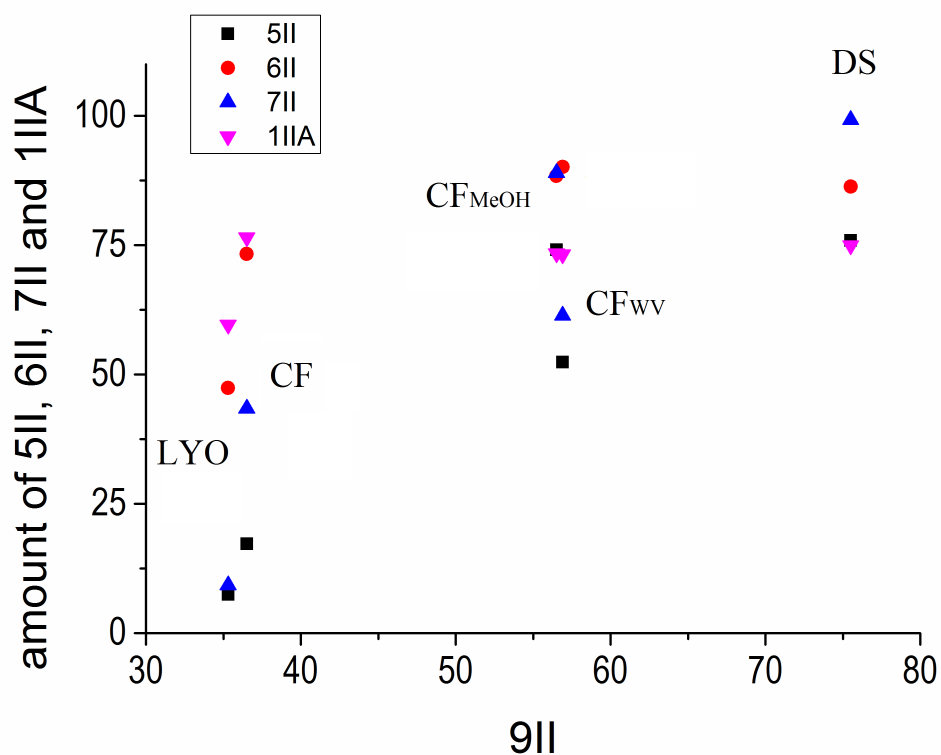 5II
6II
7II
1IIA
DS
CFMeOH
CFWV
CF
LYO
amount of 5II, 6II, 7II and 1IIA
100
75
50
25
0
30 40 50 60 70 80
9II